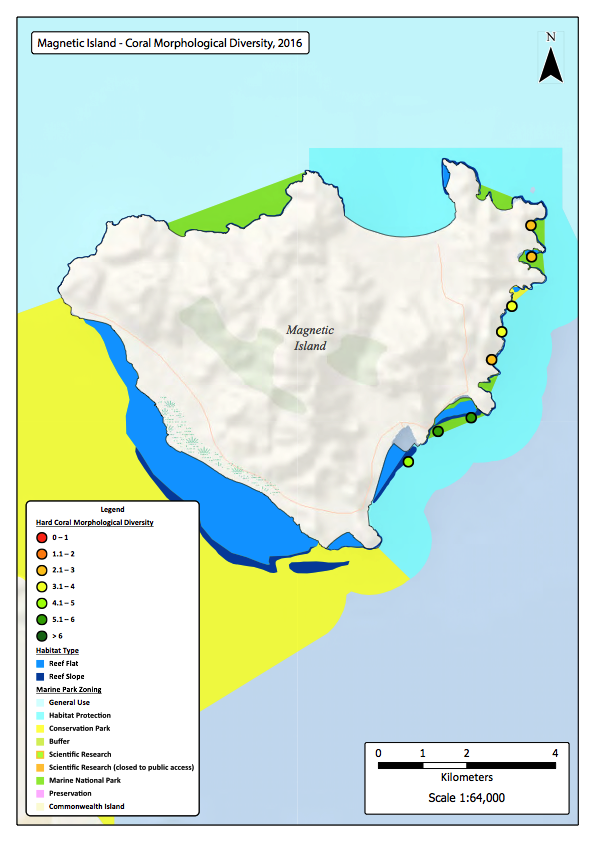 Magnetic Island - Coral Morphological Diversity, 2016
N
Magnetic
Island
Legend
Hard Coral Morphological Diversity
0 – 1
1.1 – 2
2.1 – 3
3.1 – 4
4.1 – 5
5.1 – 6
> 6
Habitat Type
Reef Flat
Reef Slope
Marine Park Zoning
General Use
Habitat Protection
Conservation Park
Buffer
Scientific Research
Scientific Research (closed to public access)
Marine National Park
Preservation
Commonwealth Island
0 1 2 4
Kilometers
Scale 1:64,000